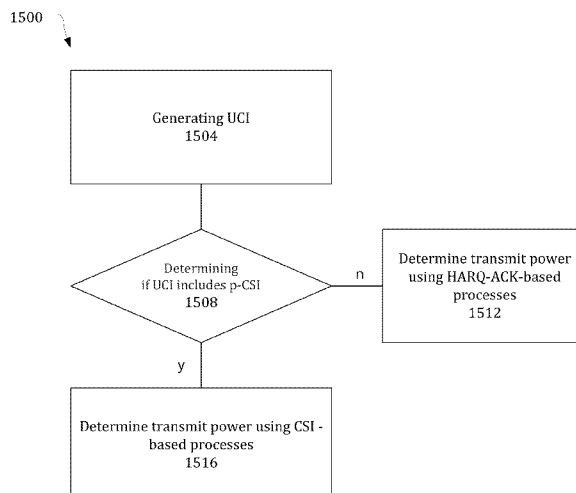 1500
Generating UCI
1504
Determining
if UCI includes p-CSI
1508
n
Determine transmit power
using HARQ-ACK-based
processes
1512
y
Determine transmit power using CSI -
based processes
1516